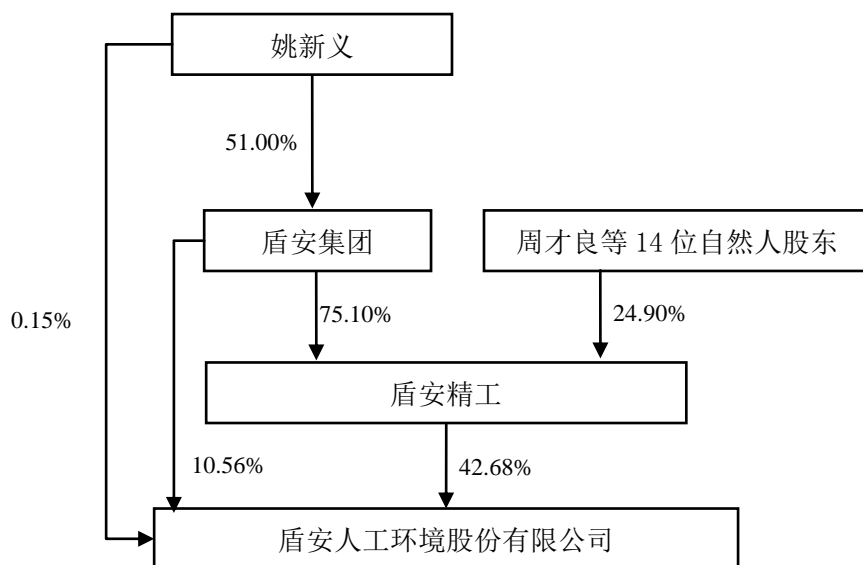 姚新义
51.00%
盾安集团
周才良等 14 位自然人股东
0.15%
75.10%
24.90%
盾安精工
10.56%
42.68%
盾安人工环境股份有限公司